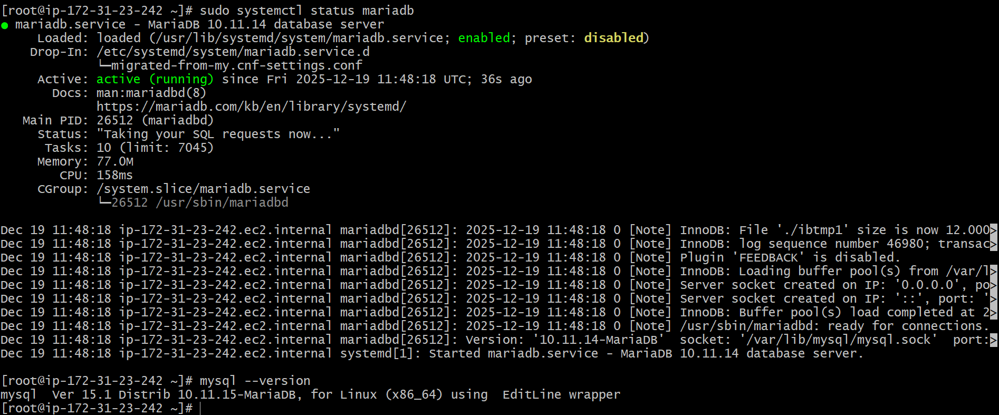 [root@ip-172-31-23-242 ~]# sudo systemctl status mariadb
● mariadb.service - MariaDB 10.11.14 database server
     Loaded: loaded (/usr/lib/systemd/system/mariadb.service; enabled; preset: disabled)
    Drop-In: /etc/systemd/system/mariadb.service.d
             └─migrated-from-my.cnf-settings.conf
     Active: active (running) since Fri 2025-12-19 11:48:18 UTC; 36s ago
       Docs: man:mariadbd(8)
             https://mariadb.com/kb/en/library/systemd/
   Main PID: 26512 (mariadbd)
     Status: "Taking your SQL requests now..."
      Tasks: 10 (limit: 7045)
     Memory: 77.0M
        CPU: 158ms
     CGroup: /system.slice/mariadb.service
             └─26512 /usr/sbin/mariadbd

Dec 19 11:48:18 ip-172-31-23-242.ec2.internal mariadbd[26512]: 2025-12-19 11:48:18 0 [Note] InnoDB: File './ibtmp1' size is now 12.000>
Dec 19 11:48:18 ip-172-31-23-242.ec2.internal mariadbd[26512]: 2025-12-19 11:48:18 0 [Note] InnoDB: log sequence number 46980; transac>
Dec 19 11:48:18 ip-172-31-23-242.ec2.internal mariadbd[26512]: 2025-12-19 11:48:18 0 [Note] Plugin 'FEEDBACK' is disabled.
Dec 19 11:48:18 ip-172-31-23-242.ec2.internal mariadbd[26512]: 2025-12-19 11:48:18 0 [Note] InnoDB: Loading buffer pool(s) from /var/l>
Dec 19 11:48:18 ip-172-31-23-242.ec2.internal mariadbd[26512]: 2025-12-19 11:48:18 0 [Note] Server socket created on IP: '0.0.0.0', po>
Dec 19 11:48:18 ip-172-31-23-242.ec2.internal mariadbd[26512]: 2025-12-19 11:48:18 0 [Note] Server socket created on IP: '::', port: '>
Dec 19 11:48:18 ip-172-31-23-242.ec2.internal mariadbd[26512]: 2025-12-19 11:48:18 0 [Note] InnoDB: Buffer pool(s) load completed at 2>
Dec 19 11:48:18 ip-172-31-23-242.ec2.internal mariadbd[26512]: 2025-12-19 11:48:18 0 [Note] /usr/sbin/mariadbd: ready for connections.
Dec 19 11:48:18 ip-172-31-23-242.ec2.internal mariadbd[26512]: Version: '10.11.14-MariaDB'  socket: '/var/lib/mysql/mysql.sock'  port:>
Dec 19 11:48:18 ip-172-31-23-242.ec2.internal systemd[1]: Started mariadb.service - MariaDB 10.11.14 database server.

[root@ip-172-31-23-242 ~]# mysql --version
mysql  Ver 15.1 Distrib 10.11.15-MariaDB, for Linux (x86_64) using  EditLine wrapper
[root@ip-172-31-23-242 ~]#